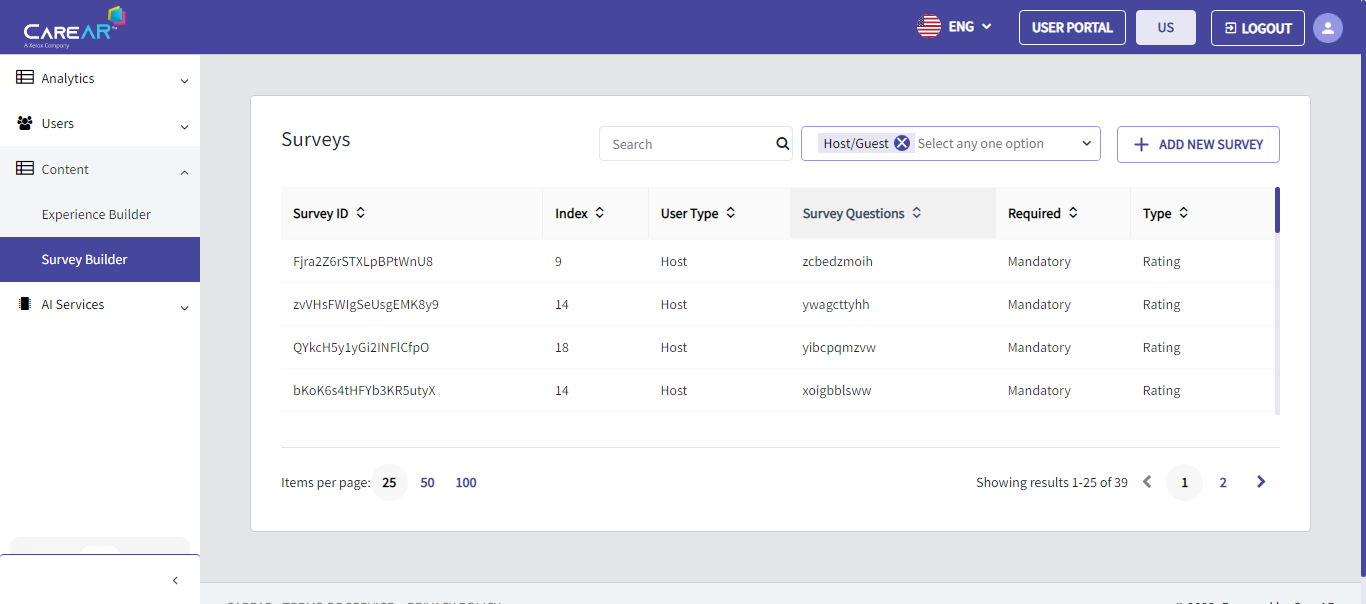 CAREAR™
A Xerox Company
ENG
USER PORTAL
US
LOGOUT
Analytics
Users
Content
Experience Builder
Survey Builder
AI Services
Surveys
Search
Host/Guest Select any one option
ADD NEW SURVEY
Survey ID Index User Type Survey Questions Required Type
Fjra2Z6rSTXLpBPtWnU8 9 Host zcbedzmoih Mandatory Rating
zvVHsFWIgSeUsgEMK8y9 14 Host ywagcttyhh Mandatory Rating
QYkcH5y1yGi2INFlCfpO 18 Host yibcpqmzvw Mandatory Rating
bKoK6s4tHFYb3KR5utyX 14 Host xoigbblsww Mandatory Rating
Items per page: 25 50 100
Showing results 1-25 of 39 1 2